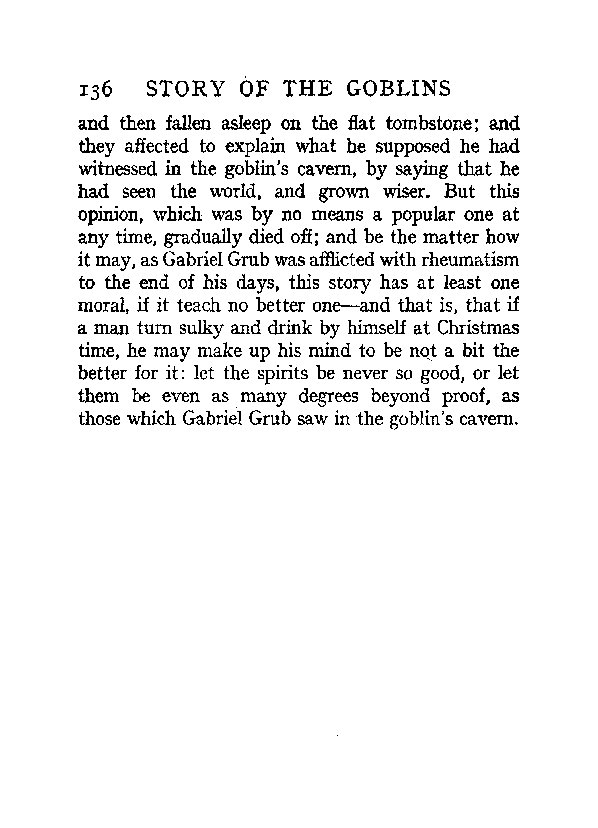 136 STORY OF THE GOBLINS
and then fallen asleep on the flat tombstone; and
they affected to explain what he supposed he had
witnessed in the goblin's cavern, by saying that he
had seen the world, and grown wiser. But this
opinion, which was by no means a popular one at
any time, gradually died off; and be the matter how
it may, as Gabriel Grub was afflicted with rheumatism
to the end of his days, this story has at least one
moral, if it teach no better one—and that is, that if
a man turn sulky and drink by himself at Christmas
time, he may make up his mind to be not a bit the
better for it: let the spirits be never so good, or let
them be even as many degrees beyond proof, as
those which Gabriel Grub saw in the goblin's cavern.